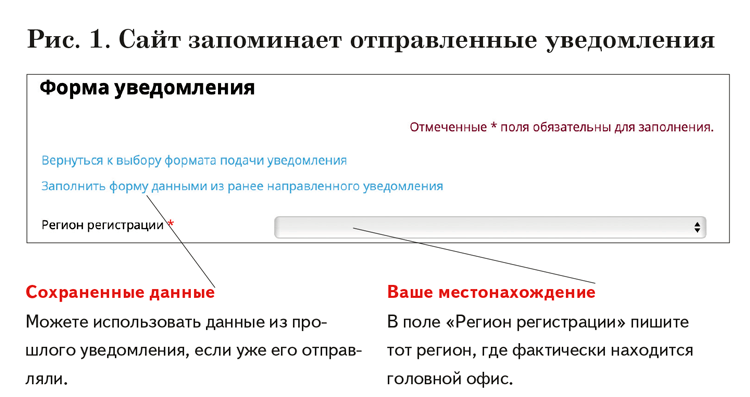 Рис. 1. Сайт запоминает отправленные уведомления
Форма уведомления
Отмеченные * поля обязательны для заполнения.
Вернуться к выбору формата подачи уведомления
Заполнить форму данными из ранее направленного уведомления
Регион регистрации *
Сохраненные данные
Можете использовать данные из про-
шлого уведомления, если уже его отправ-
ляли.
Ваше местонахождение
В поле «Регион регистрации» пишите
тот регион, где фактически находится
головной офис.